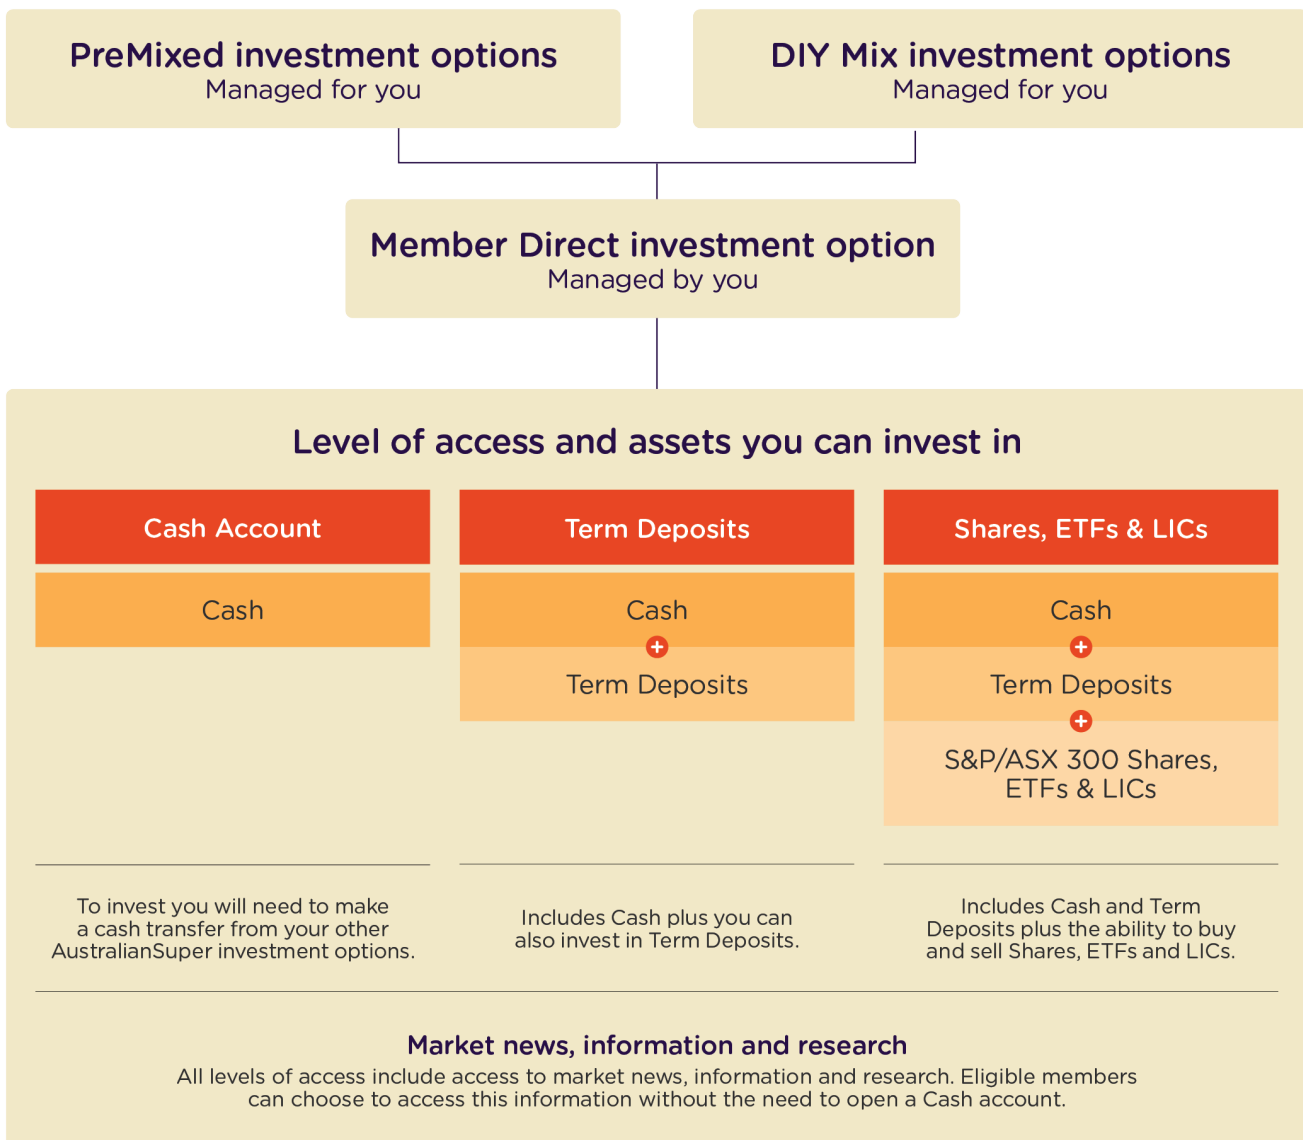 PreMixed investment options
Managed for you
DIY Mix investment options
Managed for you
Member Direct investment option
Managed by you
Level of access and assets you can invest in
Cash Account
Cash
To invest you will need to make
a cash transfer from your other
AustralianSuper investment options.
Term Deposits
Cash
+
Term Deposits
Includes Cash plus you can
also invest in Term Deposits.
Shares, ETFs & LICs
Cash
+
Term Deposits
+
S&P/ASX 300 Shares,
ETFs & LICs
Includes Cash and Term
Deposits plus the ability to buy
and sell Shares, ETFs and LICs.
Market news, information and research
All levels of access include access to market news, information and research. Eligible members
can choose to access this information without the need to open a Cash account.